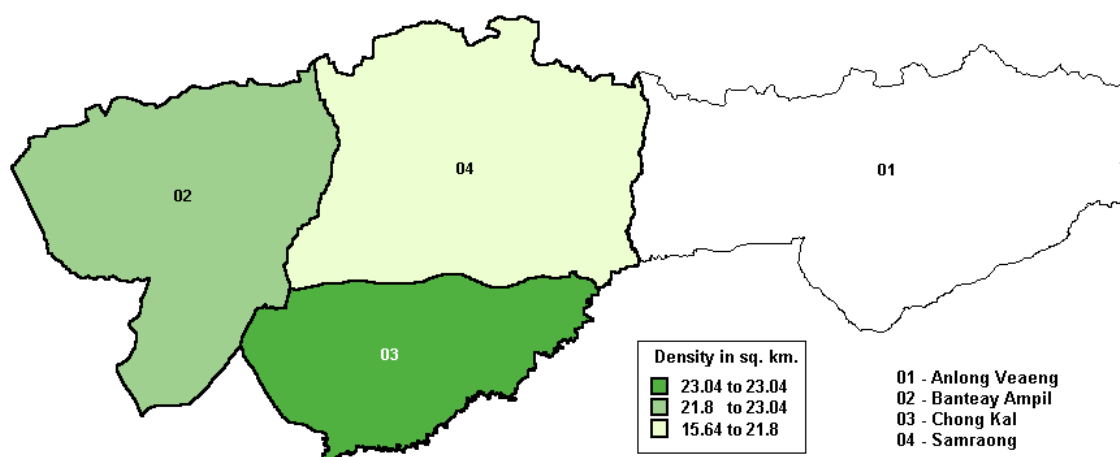 04
01
02
03
Density in sq. km.
23.04 to 23.04
21.8 to 23.04
15.64 to 21.8
01 - Anlong Veaeng
02 - Banteay Ampil
03 - Chong Kal
04 - Samraong